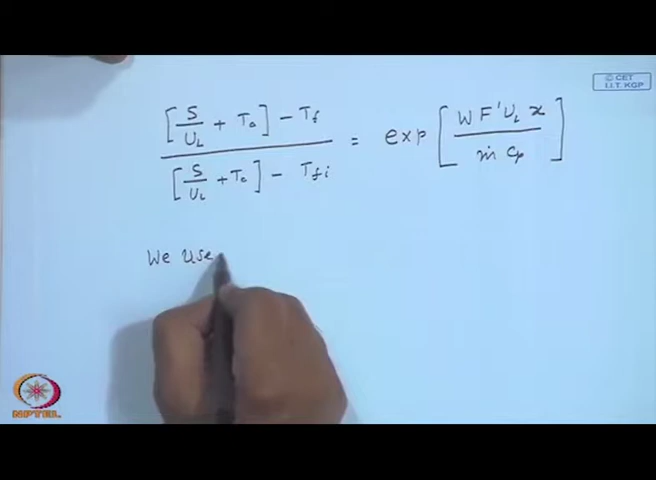 © CET
I.I.T. KGP
[S/U_L + T_a] - T_f / [S/U_L + T_a] - T_fi = exp [W F' U_L x / ṁ C_p]
We use
NPTEL